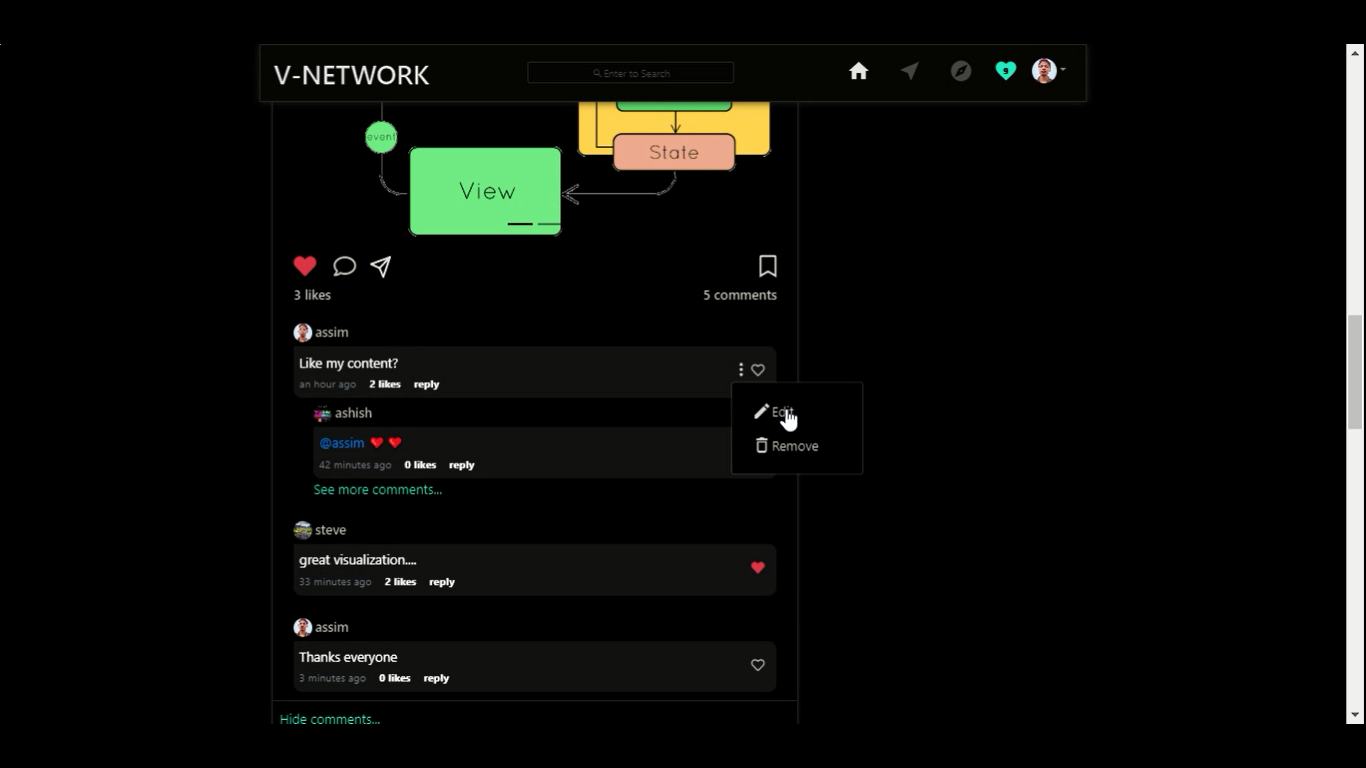 V-NETWORK
Enter to Search
9
event
State
View
3 likes
5 comments
assim
Like my content?
an hour ago 2 likes reply
Edit
Remove
ashish
@assim ❤️ ❤️
42 minutes ago 0 likes reply
See more comments...
steve
great visualization....
33 minutes ago 2 likes reply
assim
Thanks everyone
3 minutes ago 0 likes reply
Hide comments...